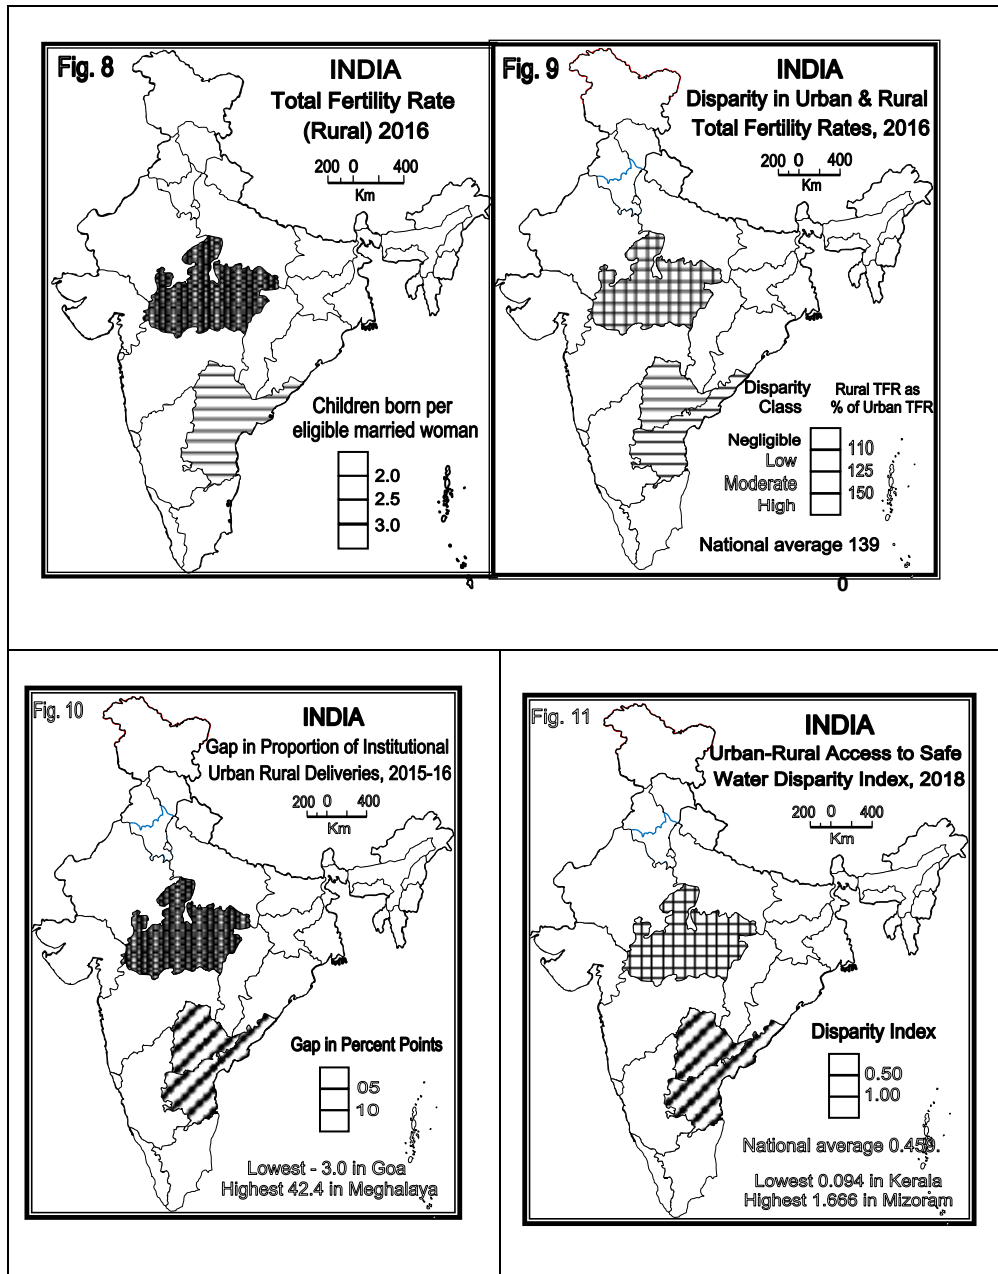 Fig. 8
INDIA
Total Fertility Rate
(Rural) 2016
200 0 400
Km
Children born per
eligible married woman
2.0
2.5
3.0
Fig. 9
INDIA
Disparity in Urban & Rural
Total Fertility Rates, 2016
200 0 400
Km
Disparity
Class
Rural TFR as
% of Urban TFR
Negligible
110
Low
125
Moderate
150
High
National average 139
0
Fig. 10
INDIA
Gap in Proportion of Institutional
Urban Rural Deliveries, 2015-16
200 0 400
Km
Gap in Percent Points
05
10
Lowest - 3.0 in Goa
Highest 42.4 in Meghalaya
Fig. 11
INDIA
Urban-Rural Access to Safe
Water Disparity Index, 2018
200 0 400
Km
Disparity Index
0.50
1.00
National average
Lowest 0.094 in Kerala
Highest 1.666 in Mizoram